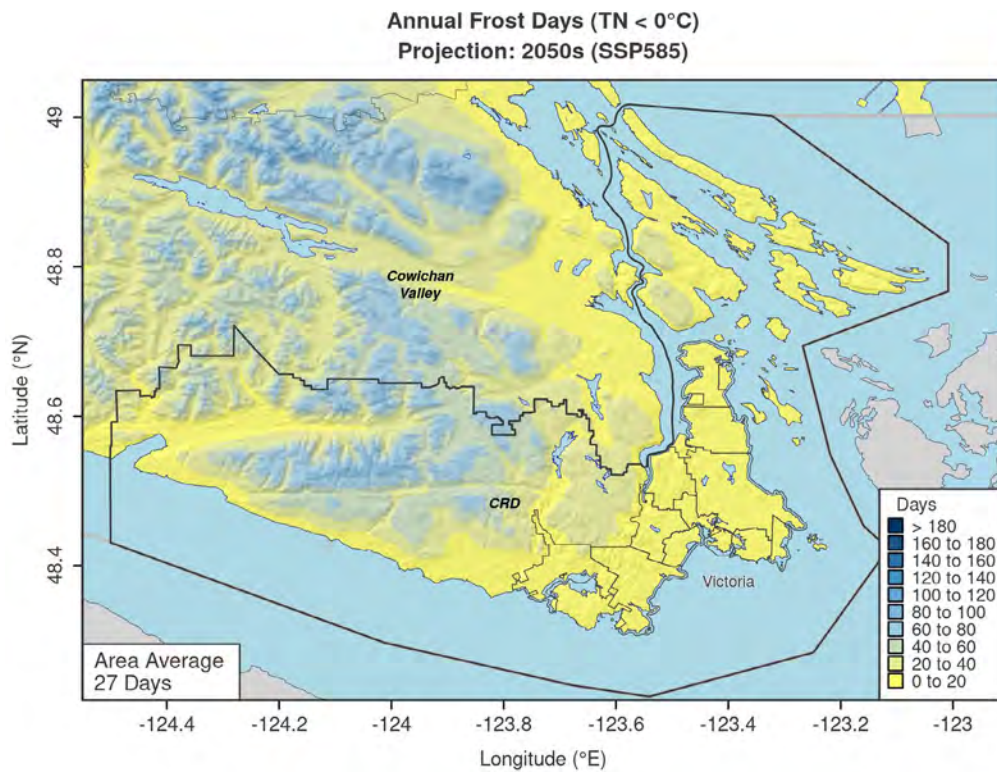 Annual Frost Days (TN < 0°C)
Projection: 2050s (SSP585)
Latitude (°N)
49
48.8
48.6
48.4
Cowichan
Valley
CRD
Victoria
Days
> 180
160 to 180
140 to 160
120 to 140
100 to 120
80 to 100
60 to 80
40 to 60
20 to 40
0 to 20
Area Average
27 Days
-124.4
-124.2
-124
-123.8
-123.6
-123.4
-123.2
-123
Longitude (°E)